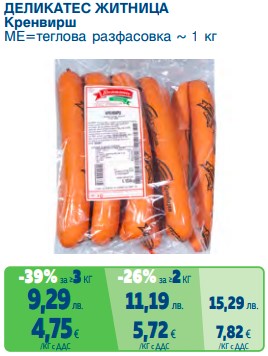 ДЕЛИКАТЕС ЖИТНИЦА
Кренвирш
МЕ=теглова разфасовка ~ 1 кг
-39% за ≥3 КГ
9,29 лв.
4,75 €
/КГ с ДДС
-26% за ≥2 КГ
11,19 лв.
5,72 €
/КГ с ДДС
15,29 лв.
7,82 €
/КГ с ДДС